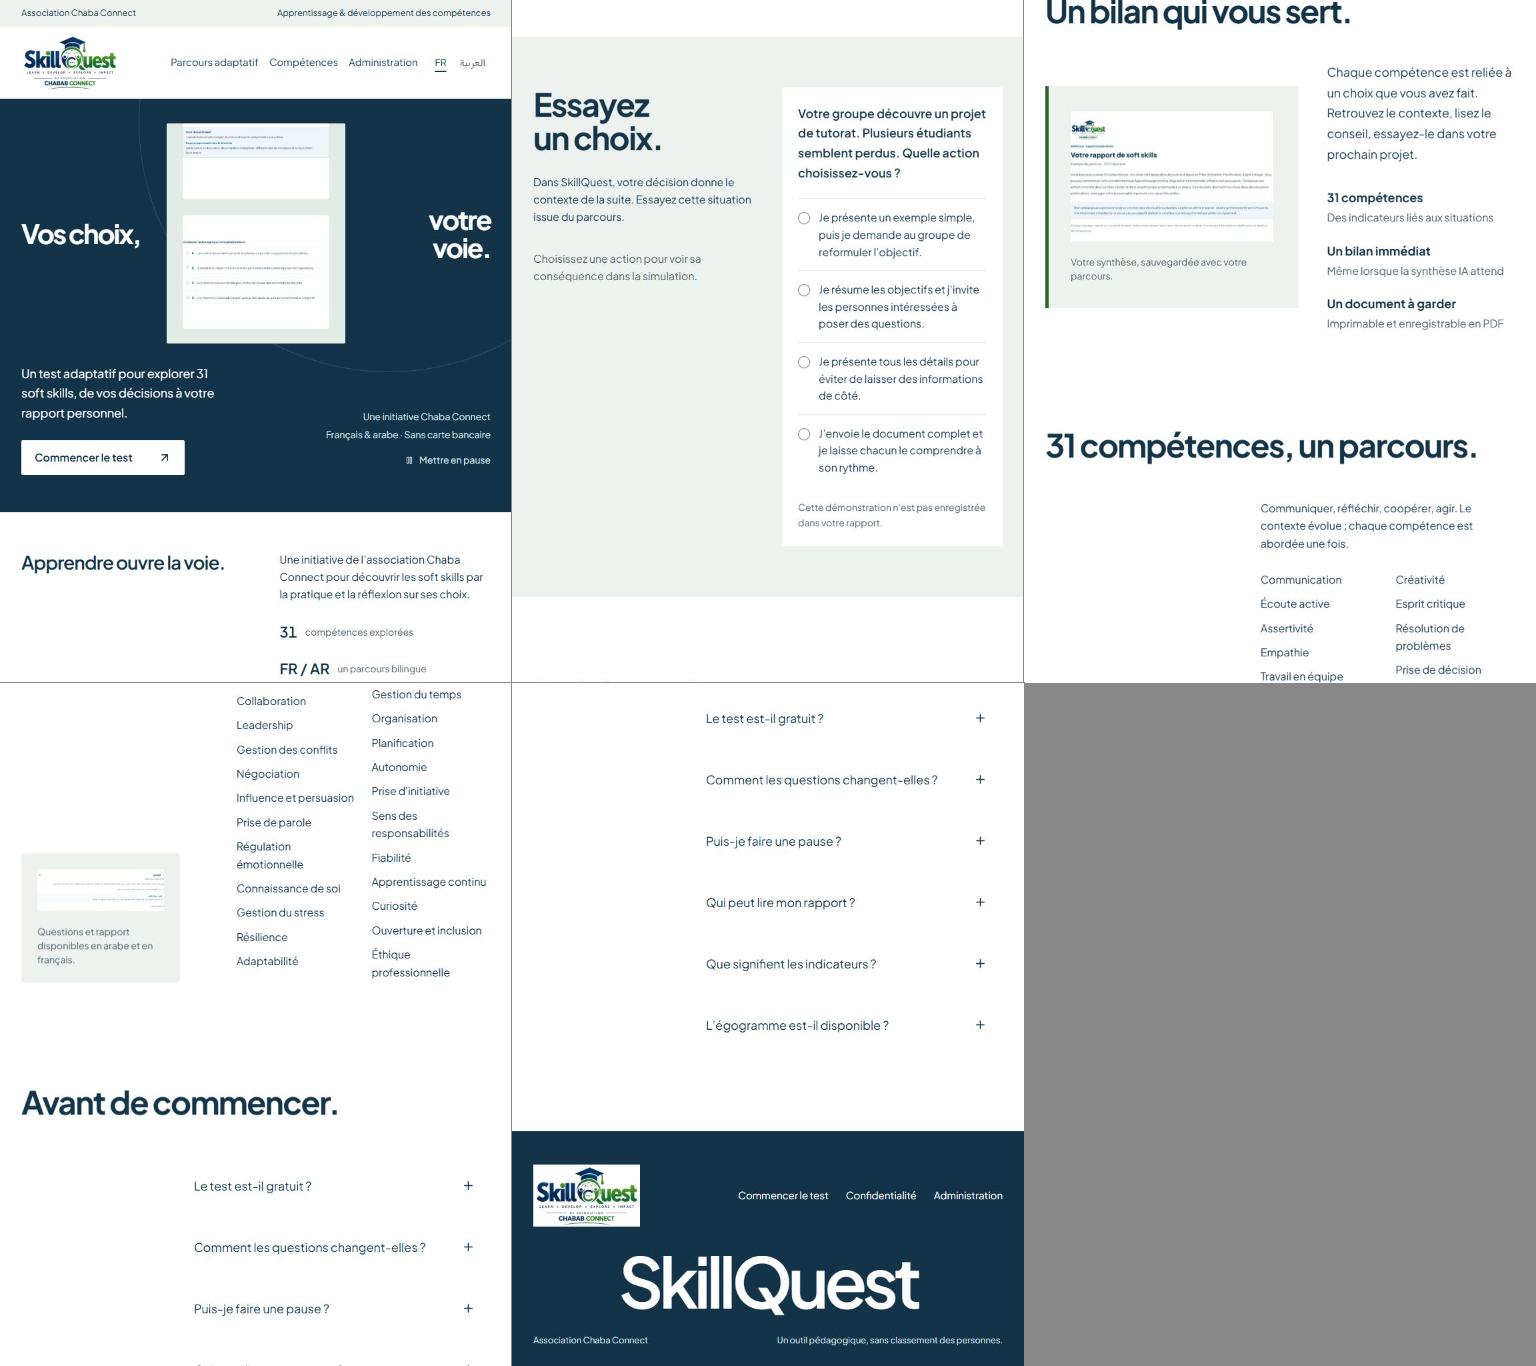 Association Chaba Connect
Apprentissage & développement des compétences
SkillQuest
LEARN • DEVELOP • EXPLORE • IMPACT
BY ASSOCIATION
CHABAB CONNECT
Parcours adaptatif
Compétences
Administration
FR
العربية
Vos choix,
votre
voie.
Un test adaptatif pour explorer 31
soft skills, de vos décisions à votre
rapport personnel.
Commencer le test
Une initiative Chaba Connect
Français & arabe · Sans carte bancaire
Mettre en pause
Apprendre ouvre la voie.
Une initiative de l'association Chaba
Connect pour découvrir les soft skills par
la pratique et la réflexion sur ses choix.
31 compétences explorées
FR / AR un parcours bilingue
Essayez
un choix.
Dans SkillQuest, votre décision donne le
contexte de la suite. Essayez cette situation
issue du parcours.
Choisissez une action pour voir sa
conséquence dans la simulation.
Votre groupe découvre un projet
de tutorat. Plusieurs étudiants
semblent perdus. Quelle action
choisissez-vous ?
Je présente un exemple simple,
puis je demande au groupe de
reformuler l'objectif.
Je résume les objectifs et j'invite
les personnes intéressées à
poser des questions.
Je présente tous les détails pour
éviter de laisser des informations
de côté.
J'envoie le document complet et
je laisse chacun le comprendre à
son rythme.
Cette démonstration n'est pas enregistrée
dans votre rapport.
Un bilan qui vous sert.
SkillQuest
Votre rapport de soft skills
Votre synthèse, sauvegardée avec votre
parcours.
Chaque compétence est reliée à
un choix que vous avez fait.
Retrouvez le contexte, lisez le
conseil, essayez-le dans votre
prochain projet.
31 compétences
Des indicateurs liés aux situations
Un bilan immédiat
Même lorsque la synthèse IA attend
Un document à garder
Imprimable et enregistrable en PDF
31 compétences, un parcours.
Communiquer, réfléchir, coopérer, agir. Le
contexte évolue ; chaque compétence est
abordée une fois.
Communication
Écoute active
Assertivité
Empathie
Travail en équipe
Créativité
Esprit critique
Résolution de
problèmes
Prise de décision
Collaboration
Leadership
Gestion des conflits
Négociation
Influence et persuasion
Prise de parole
Régulation
émotionnelle
Connaissance de soi
Gestion du stress
Résilience
Adaptabilité
Gestion du temps
Organisation
Planification
Autonomie
Prise d'initiative
Sens des
responsabilités
Fiabilité
Apprentissage continu
Curiosité
Ouverture et inclusion
Éthique
professionnelle
Questions et rapport
disponibles en arabe et en
français.
Avant de commencer.
Le test est-il gratuit ?
Comment les questions changent-elles ?
Puis-je faire une pause ?
Le test est-il gratuit ?
Comment les questions changent-elles ?
Puis-je faire une pause ?
Qui peut lire mon rapport ?
Que signifient les indicateurs ?
L'égogramme est-il disponible ?
SkillQuest
LEARN • DEVELOP • EXPLORE • IMPACT
BY ASSOCIATION
CHABAB CONNECT
Commencer le test
Confidentialité
Administration
SkillQuest
Association Chaba Connect
Un outil pédagogique, sans classement des personnes.